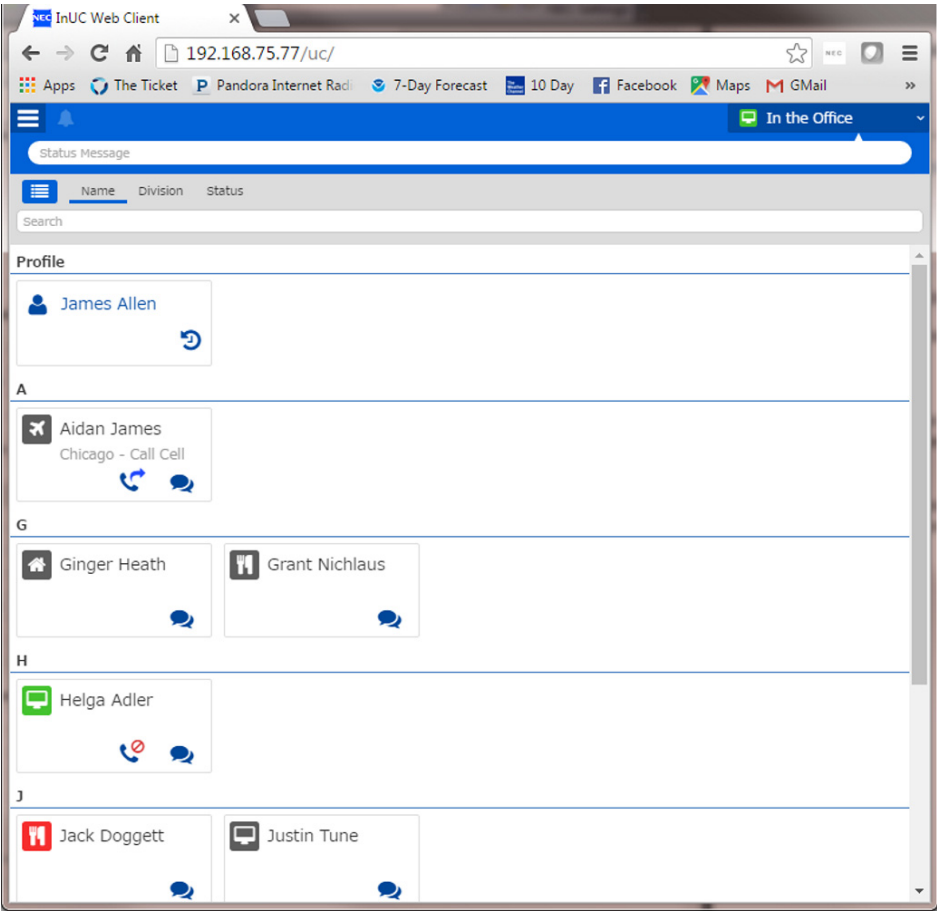 NEC InUC Web Client
192.168.75.77/uc/
NEC
Apps The Ticket P Pandora Internet Radi 7-Day Forecast 10 Day Facebook Maps GMail »
In the Office
Status Message
Name Division Status
Search
Profile
James Allen
A
Aidan James
Chicago - Call Cell
G
Ginger Heath Grant Nichlaus
H
Helga Adler
J
Jack Doggett Justin Tune